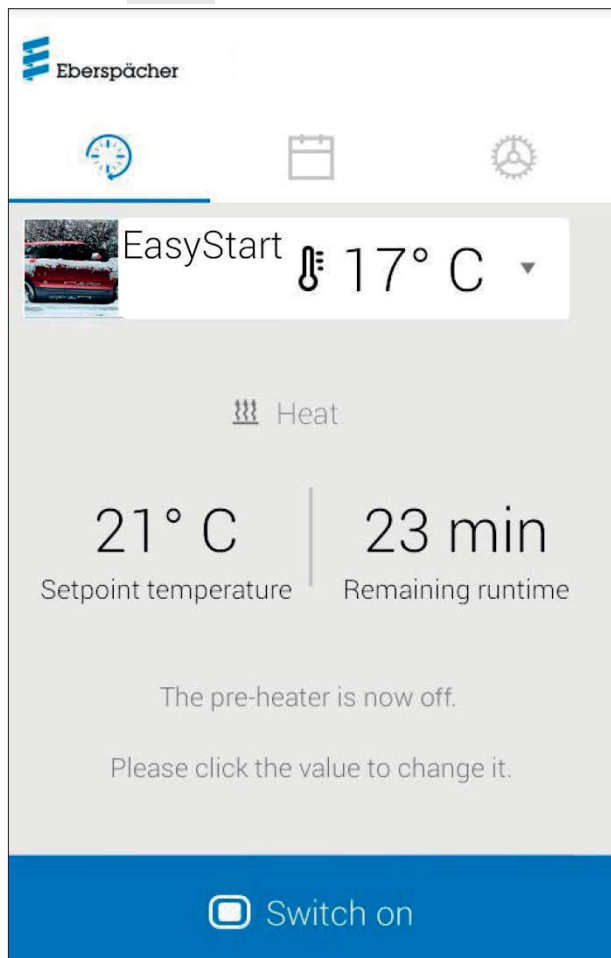 Eberspächer
EasyStart 17° C
Heat
21° C 23 min
Setpoint temperature Remaining runtime
The pre-heater is now off.
Please click the value to change it.
Switch on